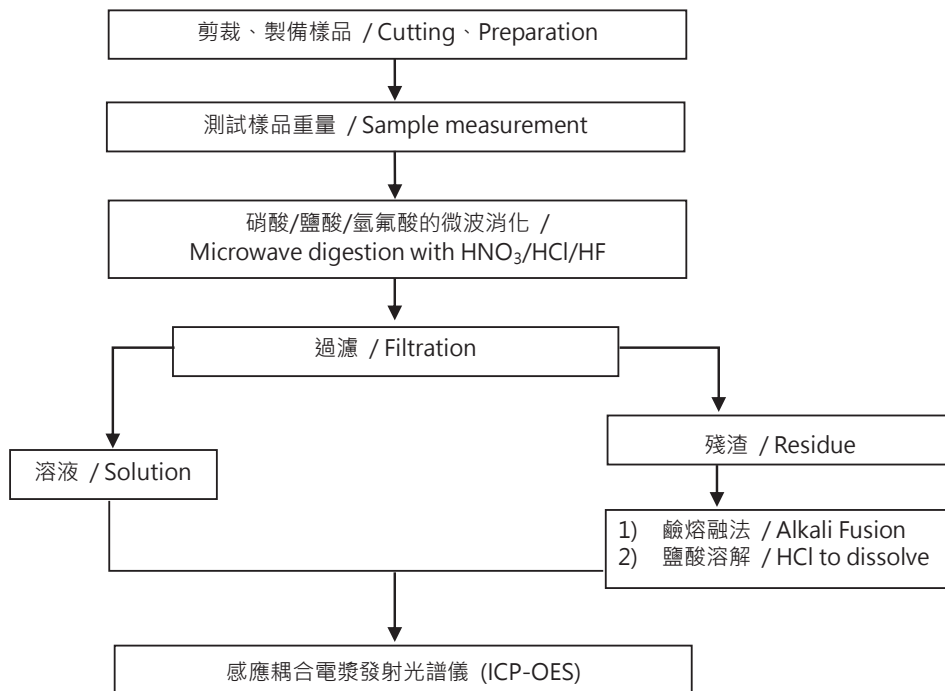 剪裁、製備樣品 / Cutting、Preparation
測試樣品重量 / Sample measurement
硝酸/鹽酸/氫氟酸的微波消化 /
Microwave digestion with HNO₃/HCl/HF
過濾 / Filtration
溶液 / Solution
殘渣 / Residue
1) 鹼熔融法 / Alkali Fusion
2) 鹽酸溶解 / HCl to dissolve
感應耦合電漿發射光譜儀 (ICP-OES)